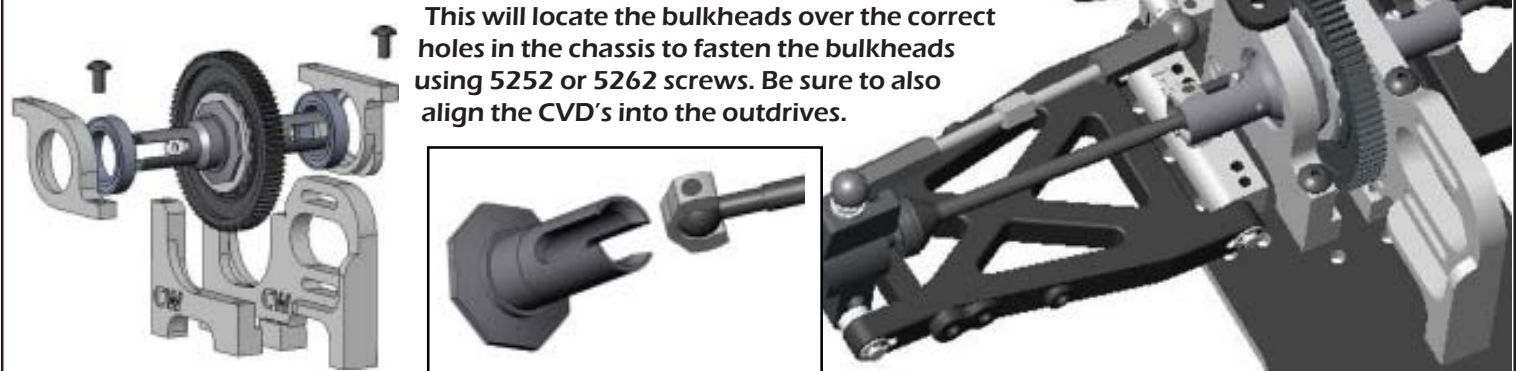 This will locate the bulkheads over the correct
holes in the chassis to fasten the bulkheads
using 5252 or 5262 screws. Be sure to also
align the CVD's into the outdrives.
CW
CW